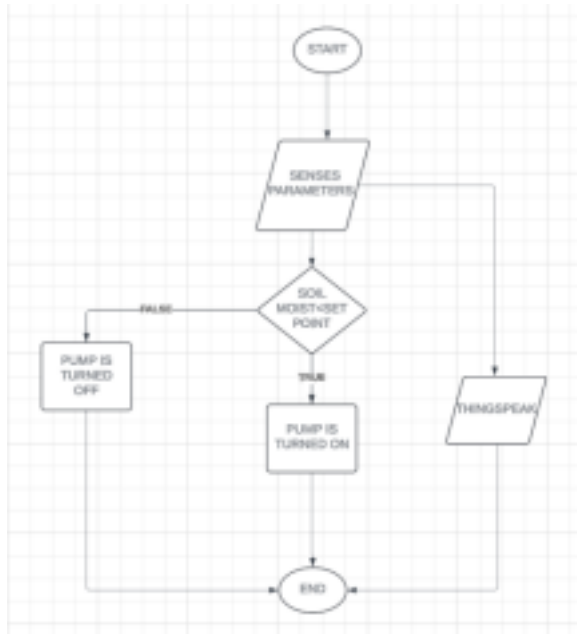 START
SENSES
PARAMETERS
SOIL
MOIST<SET
POINT
FALSE
PUMP IS
TURNED
OFF
TRUE
THINGSPEAK
PUMP IS
TURNED ON
END